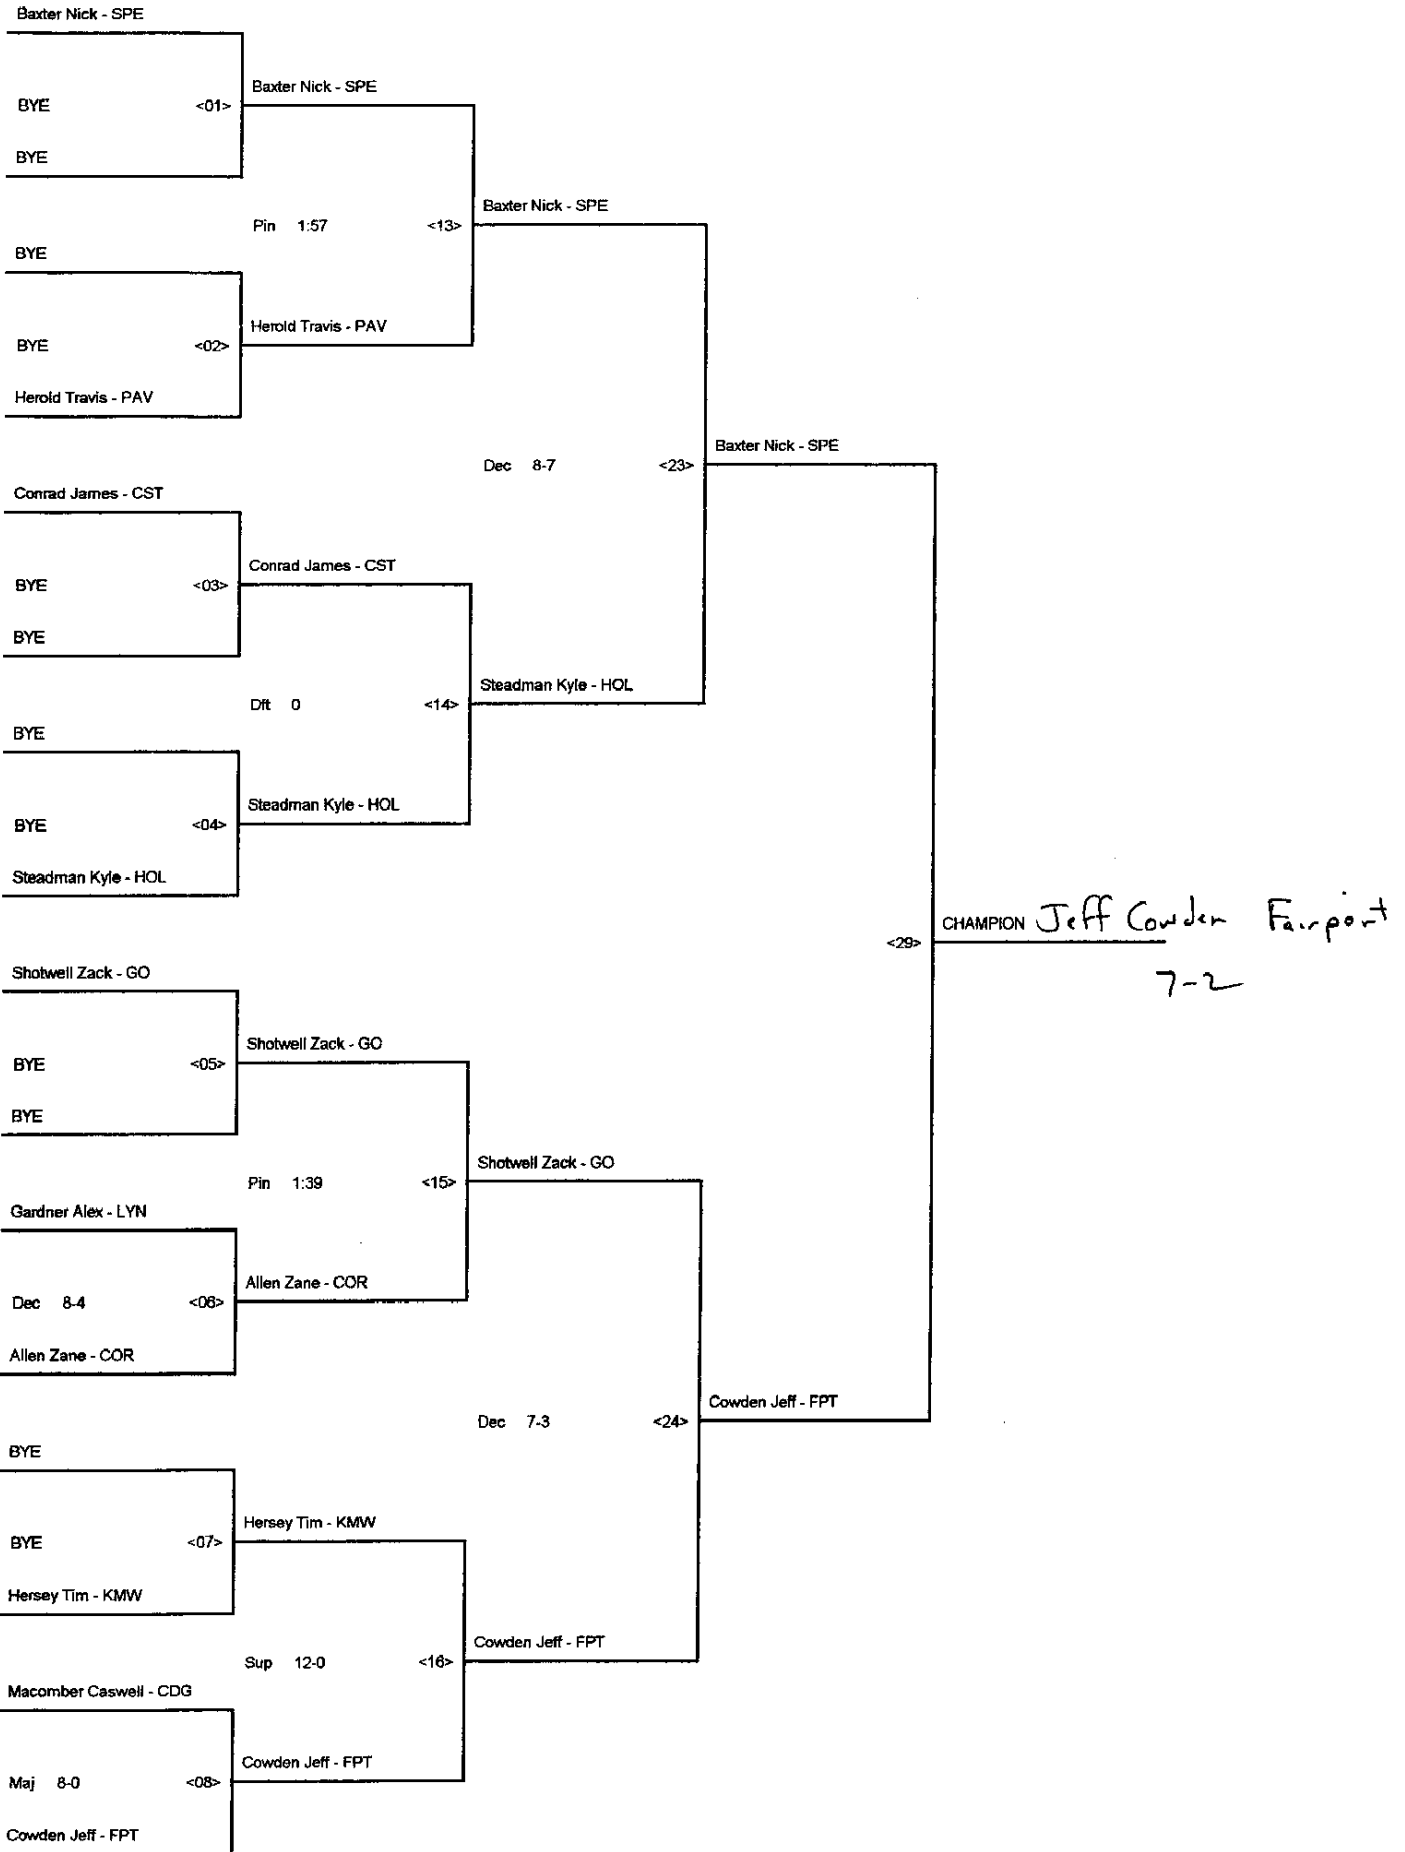 Baxter Nick - SPE
BYE <01> Baxter Nick - SPE
BYE
Pin 1:57 <13> Baxter Nick - SPE
BYE
BYE <02> Herold Travis - PAV
Herold Travis - PAV
Dec 8-7 <23> Baxter Nick - SPE
Conrad James - CST
BYE <03> Conrad James - CST
BYE
Dft 0 <14> Steadman Kyle - HOL
BYE
BYE <04> Steadman Kyle - HOL
Steadman Kyle - HOL
<29> CHAMPION Jeff Cowden Fairport
7-2
Shotwell Zack - GO
BYE <05> Shotwell Zack - GO
BYE
Pin 1:39 <15> Shotwell Zack - GO
Gardner Alex - LYN
Dec 8-4 <06> Allen Zane - COR
Allen Zane - COR
Dec 7-3 <24> Cowden Jeff - FPT
BYE
BYE <07> Hersey Tim - KMW
Hersey Tim - KMW
Sup 12-0 <16> Cowden Jeff - FPT
Macomber Caswell - CDG
Maj 8-0 <08> Cowden Jeff - FPT
Cowden Jeff - FPT